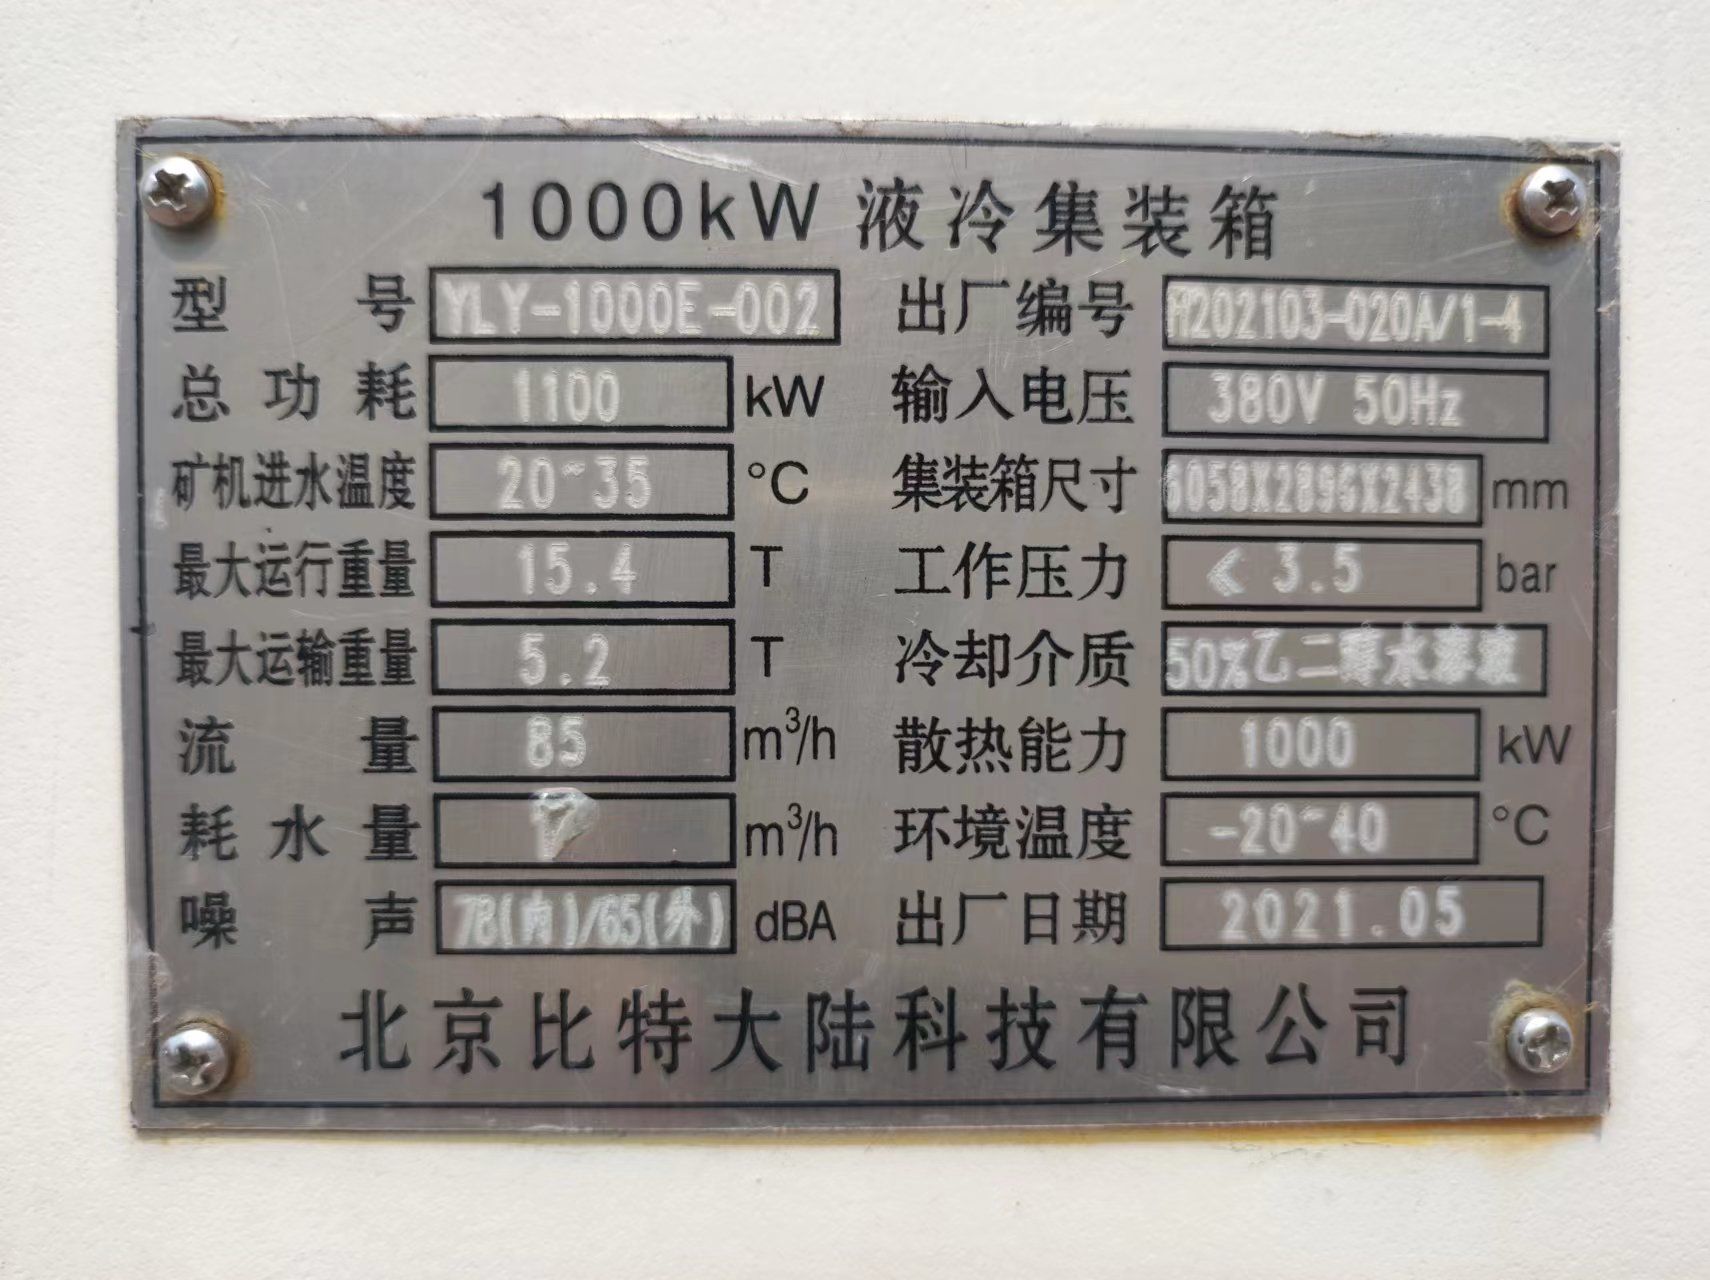 1000kW 液冷集装箱
型号 YLY-1000E-002 出厂编号 M202103-020A/1-4
总功耗 1100 kW 输入电压 380V 50Hz
矿机进水温度 20~35 °C 集装箱尺寸 6058X2896X2438 mm
最大运行重量 15.4 T 工作压力 < 3.5 bar
最大运输重量 5.2 T 冷却介质 50%乙二醇水溶液
流量 85 m³/h 散热能力 1000 kW
耗水量 m³/h 环境温度 -20~40 °C
噪声 78(内)/65(外) dBA 出厂日期 2021.05
北京比特大陆科技有限公司